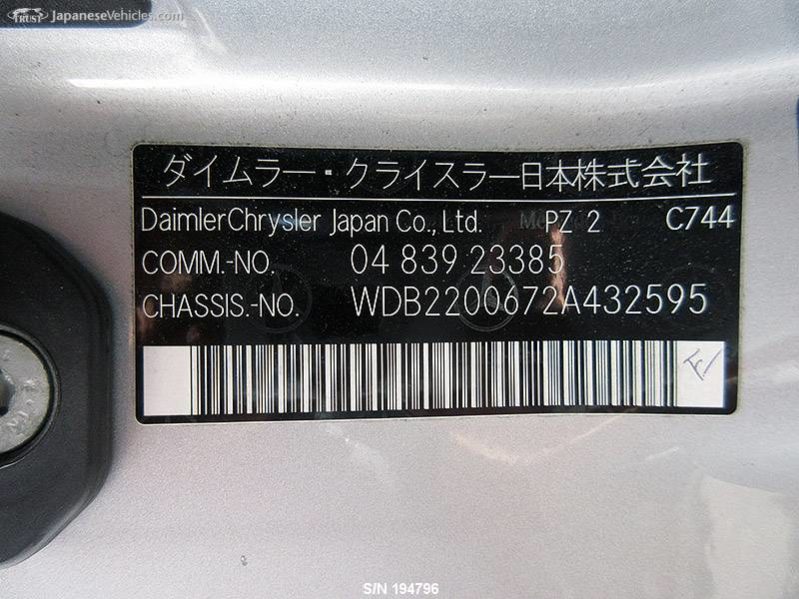 TRUST JapaneseVehicles.com
ダイムラー・クライスラー日本株式会社
DaimlerChrysler Japan Co., Ltd. PZ 2 C744
COMM.-NO. 04 839 23385
CHASSIS.-NO. WDB2200672A432595
S/N 194796